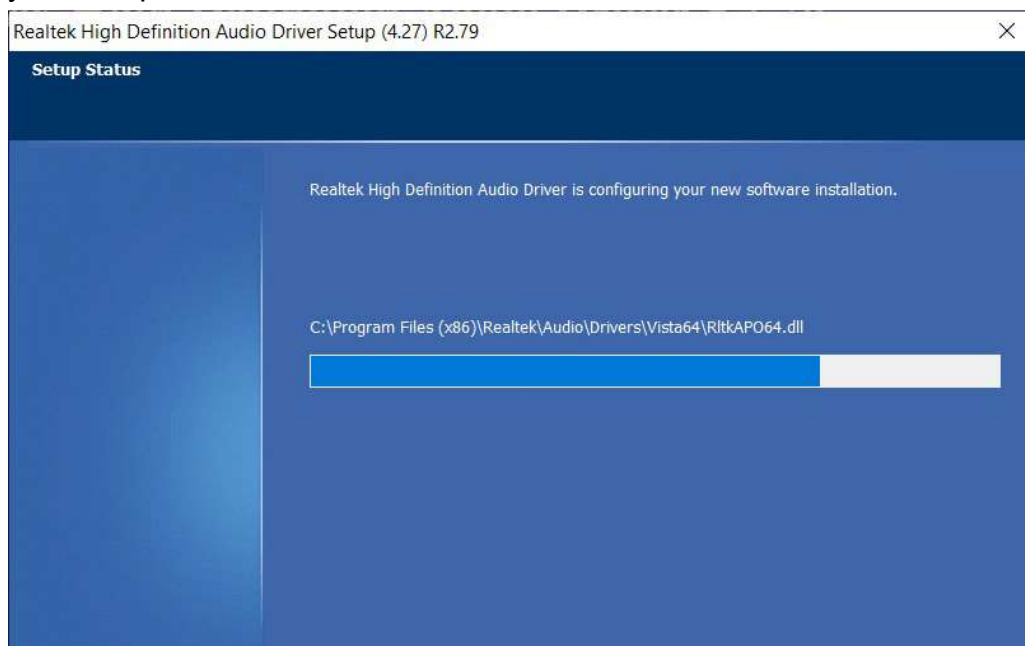 Realtek High Definition Audio Driver Setup (4.27) R2.79
Setup Status
Realtek High Definition Audio Driver is configuring your new software installation.
C:\Program Files (x86)\Realtek\Audio\Drivers\Vista64\RltkAPO64.dll